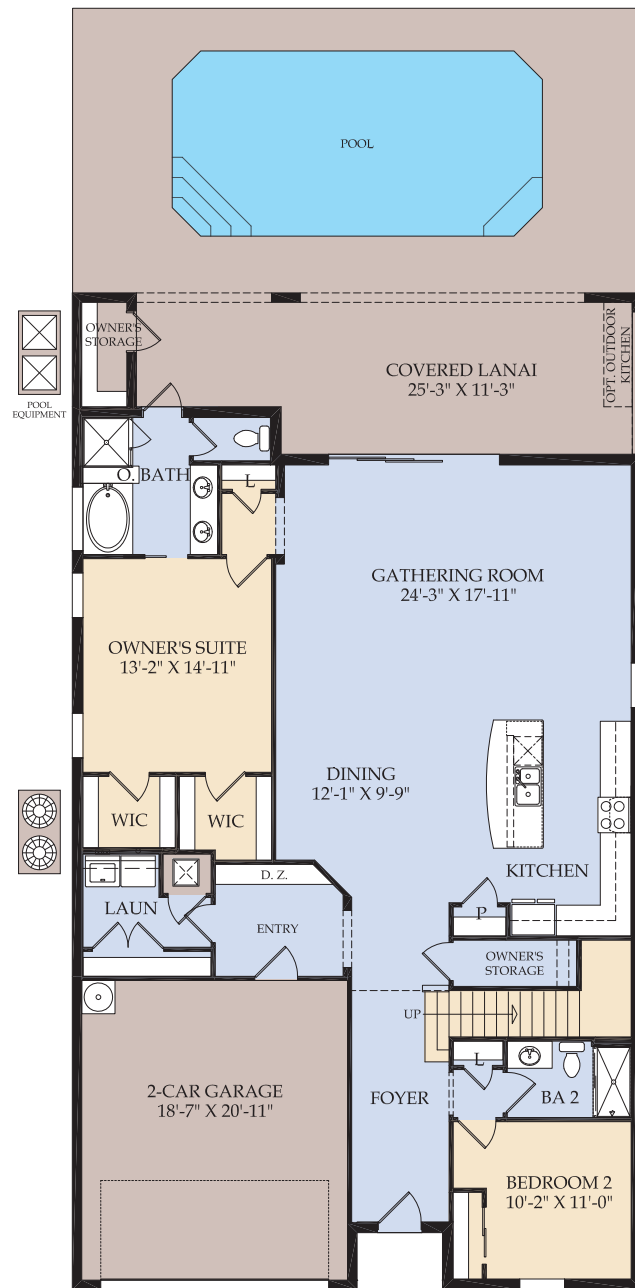 POOL
OWNER'S
STORAGE
OPT. OUTDOOR
KITCHEN
COVERED LANAI
25'-3" X 11'-3"
POOL
EQUIPMENT
O. BATH
L
GATHERING ROOM
24'-3" X 17'-11"
OWNER'S SUITE
13'-2" X 14'-11"
DINING
12'-1" X 9'-9"
WIC
WIC
KITCHEN
D. Z.
LAUN
P
ENTRY
OWNER'S
STORAGE
UP
L
2-CAR GARAGE
18'-7" X 20'-11"
FOYER
BA 2
BEDROOM 2
10'-2" X 11'-0"